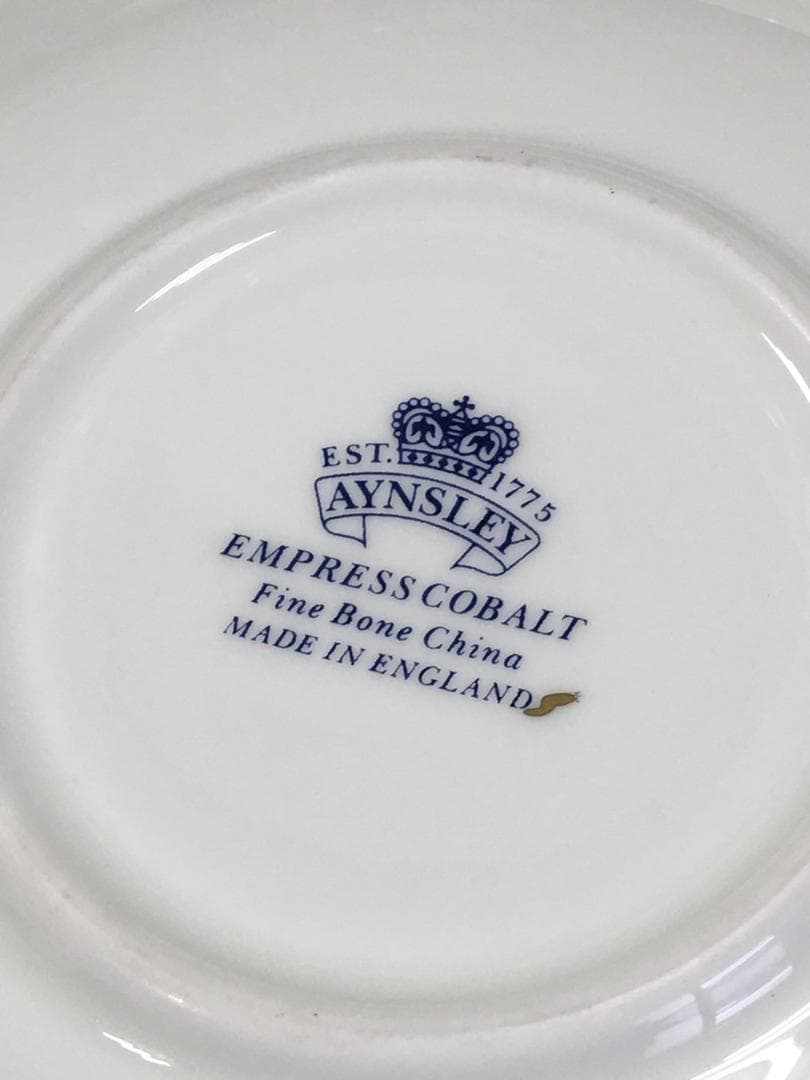 EST. 1775
AYNSLEY
EMPRESS COBALT
Fine Bone China
MADE IN ENGLAND